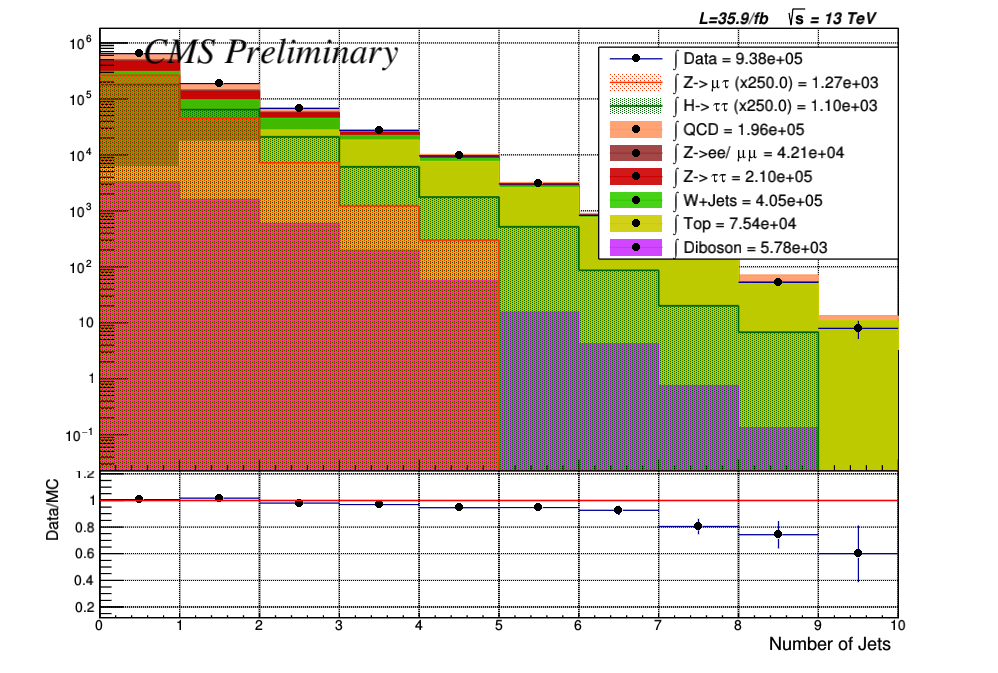 L=35.9/fb √s = 13 TeV
CMS Preliminary
10⁶
10⁵
10⁴
10³
10²
10
1
10⁻¹
∫ Data = 9.38e+05
∫ Z->μτ (x250.0) = 1.27e+03
∫ H->ττ (x250.0) = 1.10e+03
∫ QCD = 1.96e+05
∫ Z->ee/ μμ = 4.21e+04
∫ Z->ττ = 2.10e+05
∫ W+Jets = 4.05e+05
∫ Top = 7.54e+04
∫ Diboson = 5.78e+03
Data/MC
1.2
1
0.8
0.6
0.4
0.2
0 1 2 3 4 5 6 7 8 9 10
Number of Jets